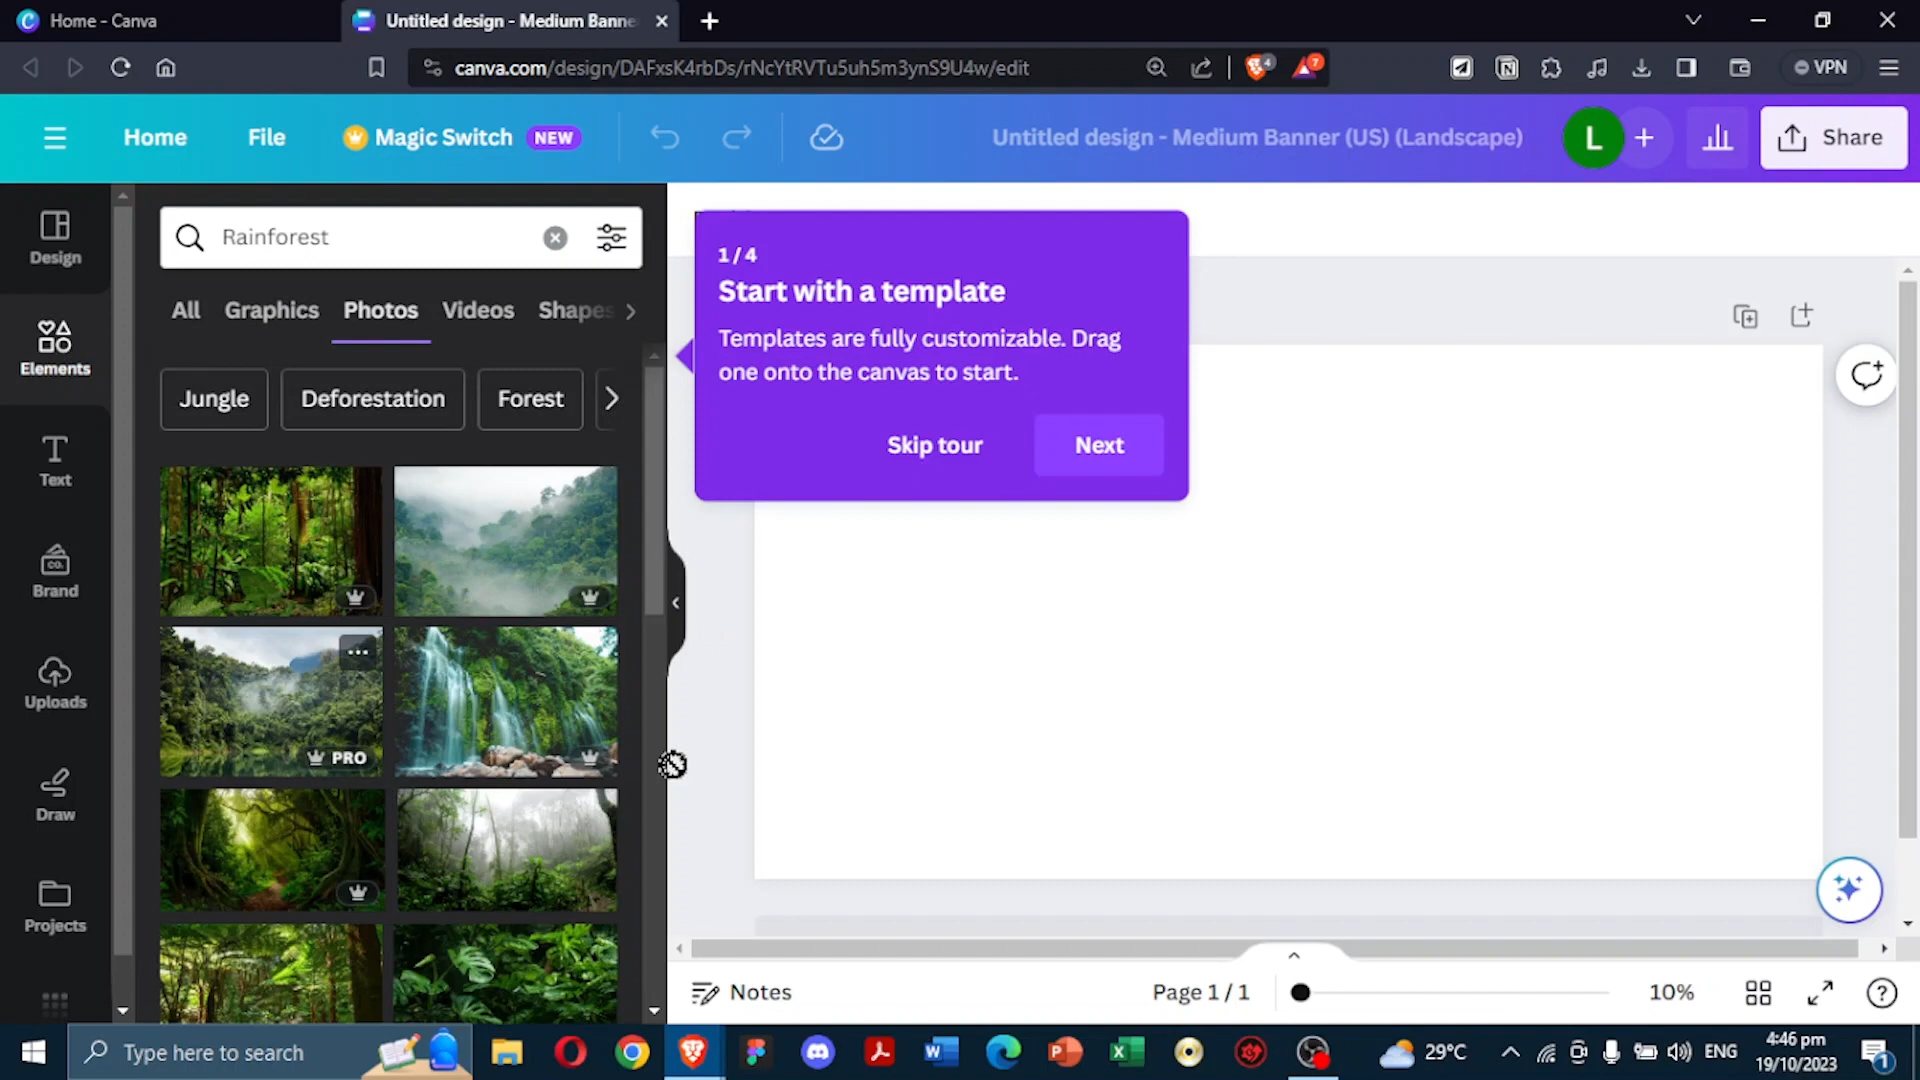 Home - Canva
Untitled design - Medium Banne
canva.com/design/DAFxsK4rbDs/rNcYtRVTu5uh5m3ynS9U4w/edit
4
7
VPN
Home
File
Magic Switch
NEW
Untitled design - Medium Banner (US) (Landscape)
L
Share
Design
Elements
Text
CO.
Brand
Uploads
Draw
Projects
Rainforest
All
Graphics
Photos
Videos
Shapes
Jungle
Deforestation
Forest
PRO
1 / 4
Start with a template
Templates are fully customizable. Drag
one onto the canvas to start.
Skip tour
Next
Notes
Page 1 / 1
10%
Type here to search
29°C
ENG
4:46 pm
19/10/2023
1